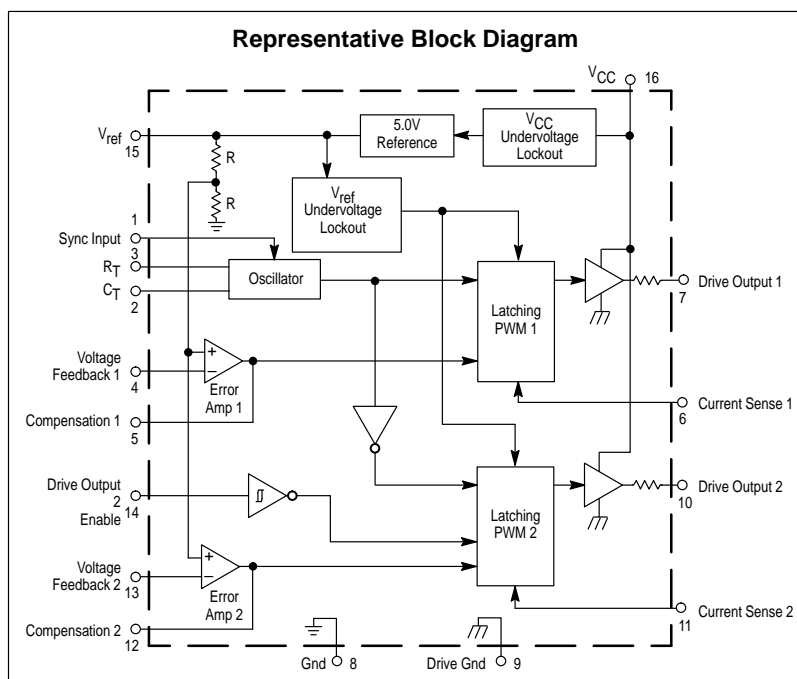 Representative Block Diagram
VCC 16
Vref
15
5.0V
Reference
VCC
Undervoltage
Lockout
R
R
Vref
Undervoltage
Lockout
1
Sync Input
3
RT
CT
2
Oscillator
Latching
PWM 1
Drive Output 1
7
Voltage
Feedback 1
4
+
–
Error
Amp 1
Compensation 1
5
Current Sense 1
6
Drive Output
2
14
Enable
Latching
PWM 2
Drive Output 2
10
Voltage
Feedback 2
13
+
–
Error
Amp 2
Compensation 2
12
Current Sense 2
11
Gnd 8
Drive Gnd 9